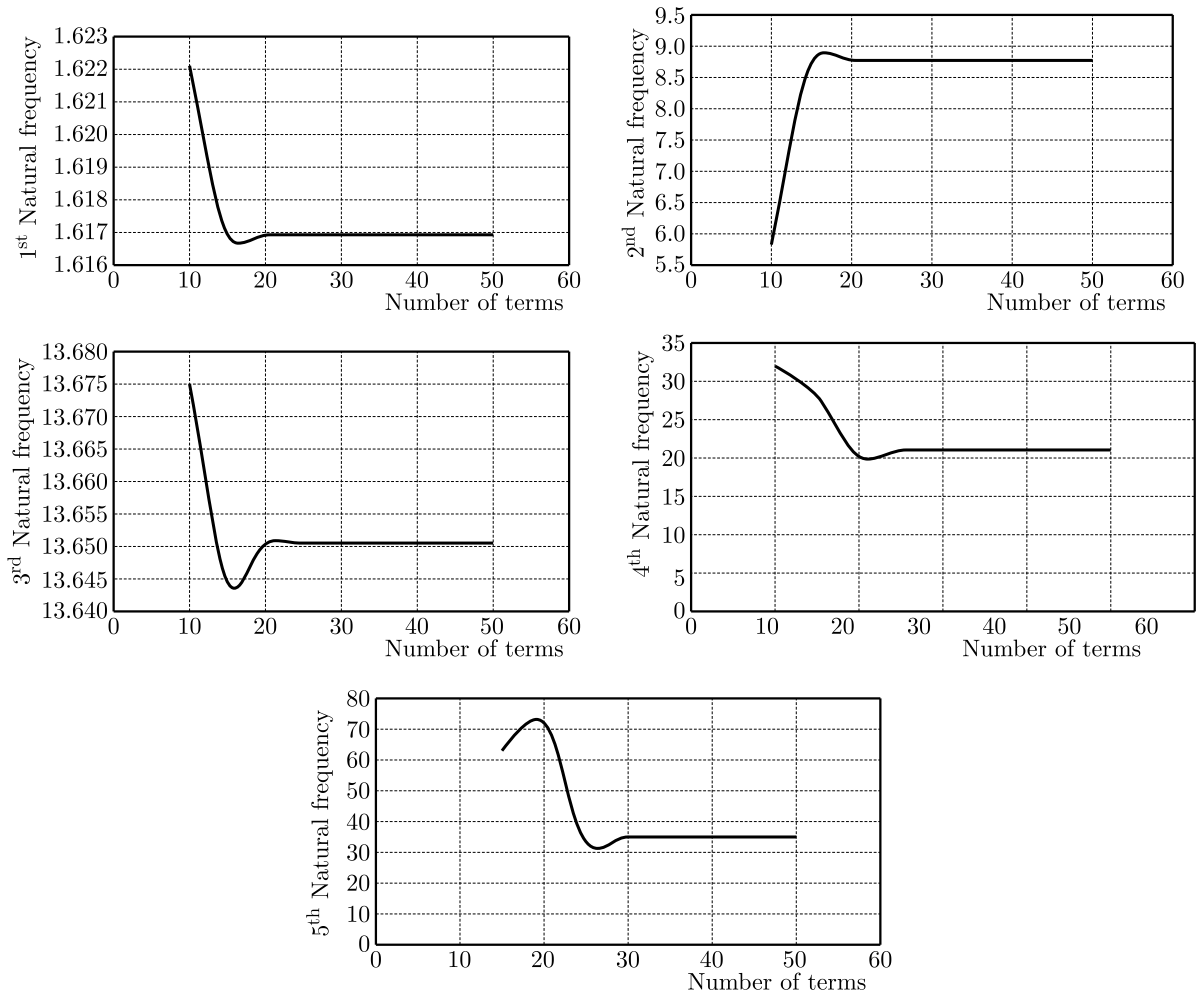 1st Natural frequency
1.623
1.622
1.621
1.620
1.619
1.618
1.617
1.616
0 10 20 30 40 50 60
Number of terms
2nd Natural frequency
9.5
9.0
8.5
8.0
7.5
7.0
6.5
6.0
5.5
0 10 20 30 40 50 60
Number of terms
3rd Natural frequency
13.680
13.675
13.670
13.665
13.660
13.655
13.650
13.645
13.640
0 10 20 30 40 50 60
Number of terms
4th Natural frequency
35
30
25
20
15
10
5
0
0 10 20 30 40 50 60
Number of terms
5th Natural frequency
80
70
60
50
40
30
20
10
0
0 10 20 30 40 50 60
Number of terms